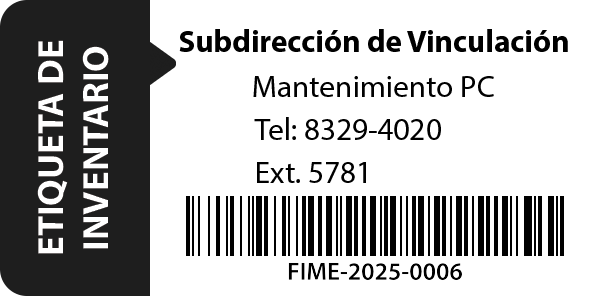 ETIQUETA DE
INVENTARIO
Subdirección de Vinculación
Mantenimiento PC
Tel: 8329-4020
Ext. 5781
FIME-2025-0006